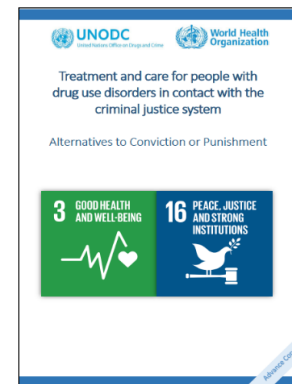 UNODC
United Nations Office on Drugs and Crime
World Health
Organization
Treatment and care for people with
drug use disorders in contact with the
criminal justice system
Alternatives to Conviction or Punishment
3 GOOD HEALTH
AND WELL-BEING
16 PEACE, JUSTICE
AND STRONG
INSTITUTIONS